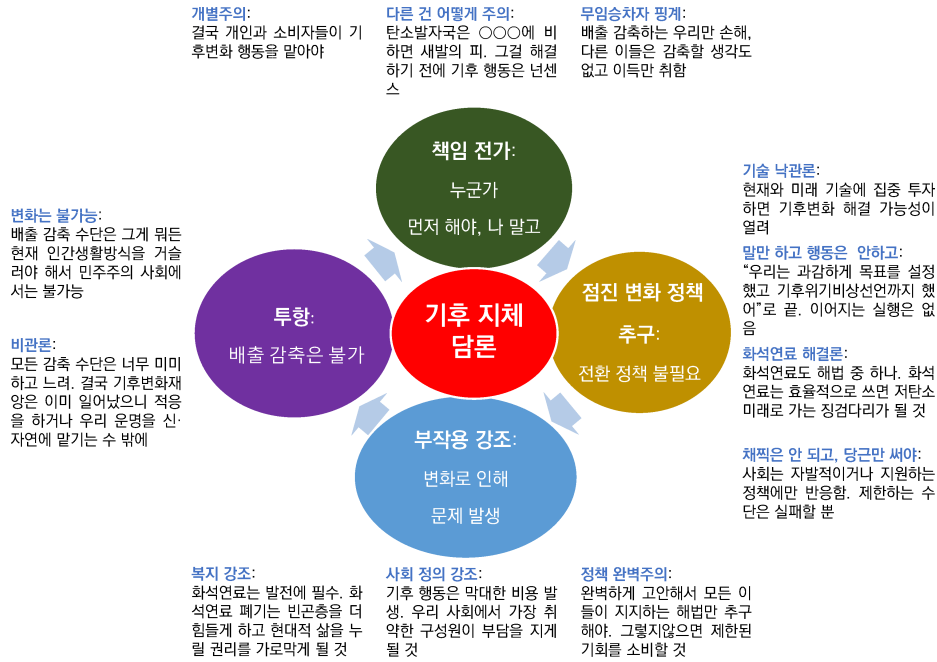 개별주의:
결국 개인과 소비자들이 기
후변화 행동을 맡아야
다른 건 어떻게 주의:
탄소발자국은 ○○○에 비
하면 새발의 피. 그걸 해결
하기 전에 기후 행동은 넌센
스
무임승차자 핑계:
배출 감축하는 우리만 손해,
다른 이들은 감축할 생각도
없고 이득만 취함
책임 전가:
누군가
먼저 해야, 나 말고
기술 낙관론:
현재와 미래 기술에 집중 투자
하면 기후변화 해결 가능성이
열려
말만 하고 행동은 안하고:
“우리는 과감하게 목표를 설정
했고 기후위기비상선언까지 했
어”로 끝. 이어지는 실행은 없
음
화석연료 해결론:
화석연료도 해법 중 하나. 화석
연료는 효율적으로 쓰면 저탄소
미래로 가는 징검다리가 될 것
채찍은 안 되고, 당근만 써야:
사회는 자발적이거나 지원하는
정책에만 반응함. 제한하는 수
단은 실패할 뿐
변화는 불가능:
배출 감축 수단은 그게 뭐든
현재 인간생활방식을 거슬
러야 해서 민주주의 사회에
서는 불가능
비관론:
모든 감축 수단은 너무 미미
하고 느려. 결국 기후변화재
앙은 이미 일어났으니 적응
을 하거나 우리 운명을 신·
자연에 맡기는 수 밖에
투항:
배출 감축은 불가
기후 지체
담론
점진 변화 정책
추구:
전환 정책 불필요
부작용 강조:
변화로 인해
문제 발생
복지 강조:
화석연료는 발전에 필수. 화
석연료 폐기는 빈곤층을 더
힘들게 하고 현대적 삶을 누
릴 권리를 가로막게 될 것
사회 정의 강조:
기후 행동은 막대한 비용 발
생. 우리 사회에서 가장 취
약한 구성원이 부담을 지게
될 것
정책 완벽주의:
완벽하게 고안해서 모든 이
들이 지지하는 해법만 추구
해야. 그렇지않으면 제한된
기회를 소비할 것